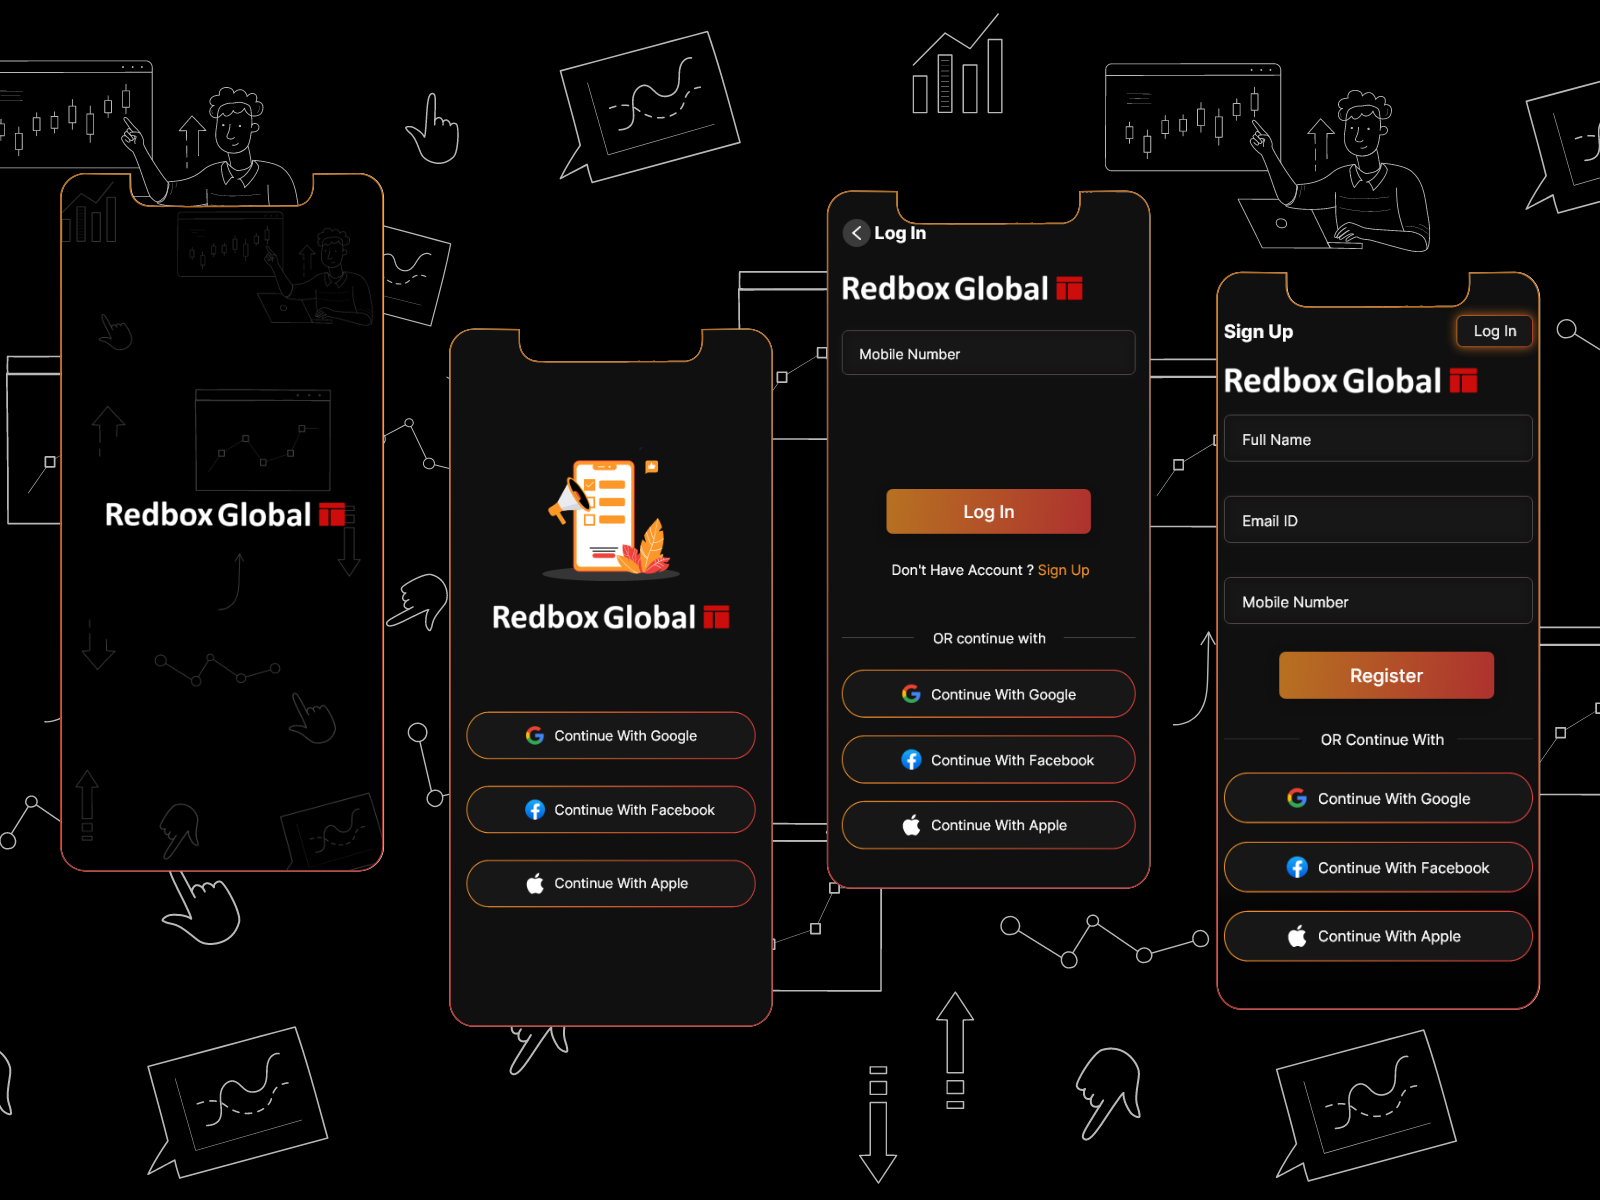 Redbox Global
Redbox Global
Continue With Google
Continue With Facebook
Continue With Apple
Log In
Redbox Global
Mobile Number
Log In
Don't Have Account ? Sign Up
OR continue with
Continue With Google
Continue With Facebook
Continue With Apple
Sign Up
Log In
Redbox Global
Full Name
Email ID
Mobile Number
Register
OR Continue With
Continue With Google
Continue With Facebook
Continue With Apple